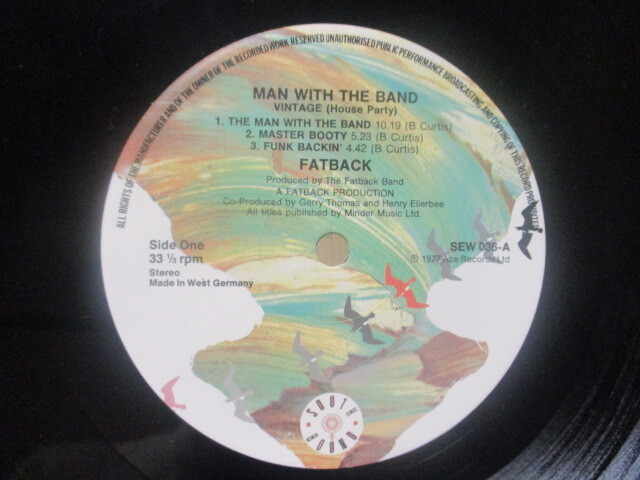 ALL RIGHTS OF THE MANUFACTURER AND OF THE OWNER OF THE RECORDED WORK RESERVED UNAUTHORISED PUBLIC PERFORMANCE BROADCASTING AND COPYING OF THIS RECORD PROHIBITED
MAN WITH THE BAND
VINTAGE (House Party)
1. THE MAN WITH THE BAND 10.19 (B Curtis)
2. MASTER BOOTY 5.23 (B Curtis)
3. FUNK BACKIN' 4.42 (B Curtis)
FATBACK
Produced by The Fatback Band
A FATBACK PRODUCTION
Co-Produced by Gerry Thomas and Henry Ellerbee
All titles published by Minder Music Ltd.
Side One
33 ⅓ rpm
Stereo
Made in West Germany
SEW 036-A
℗ 1977 Ace Records Ltd
SOUTH
BOUND